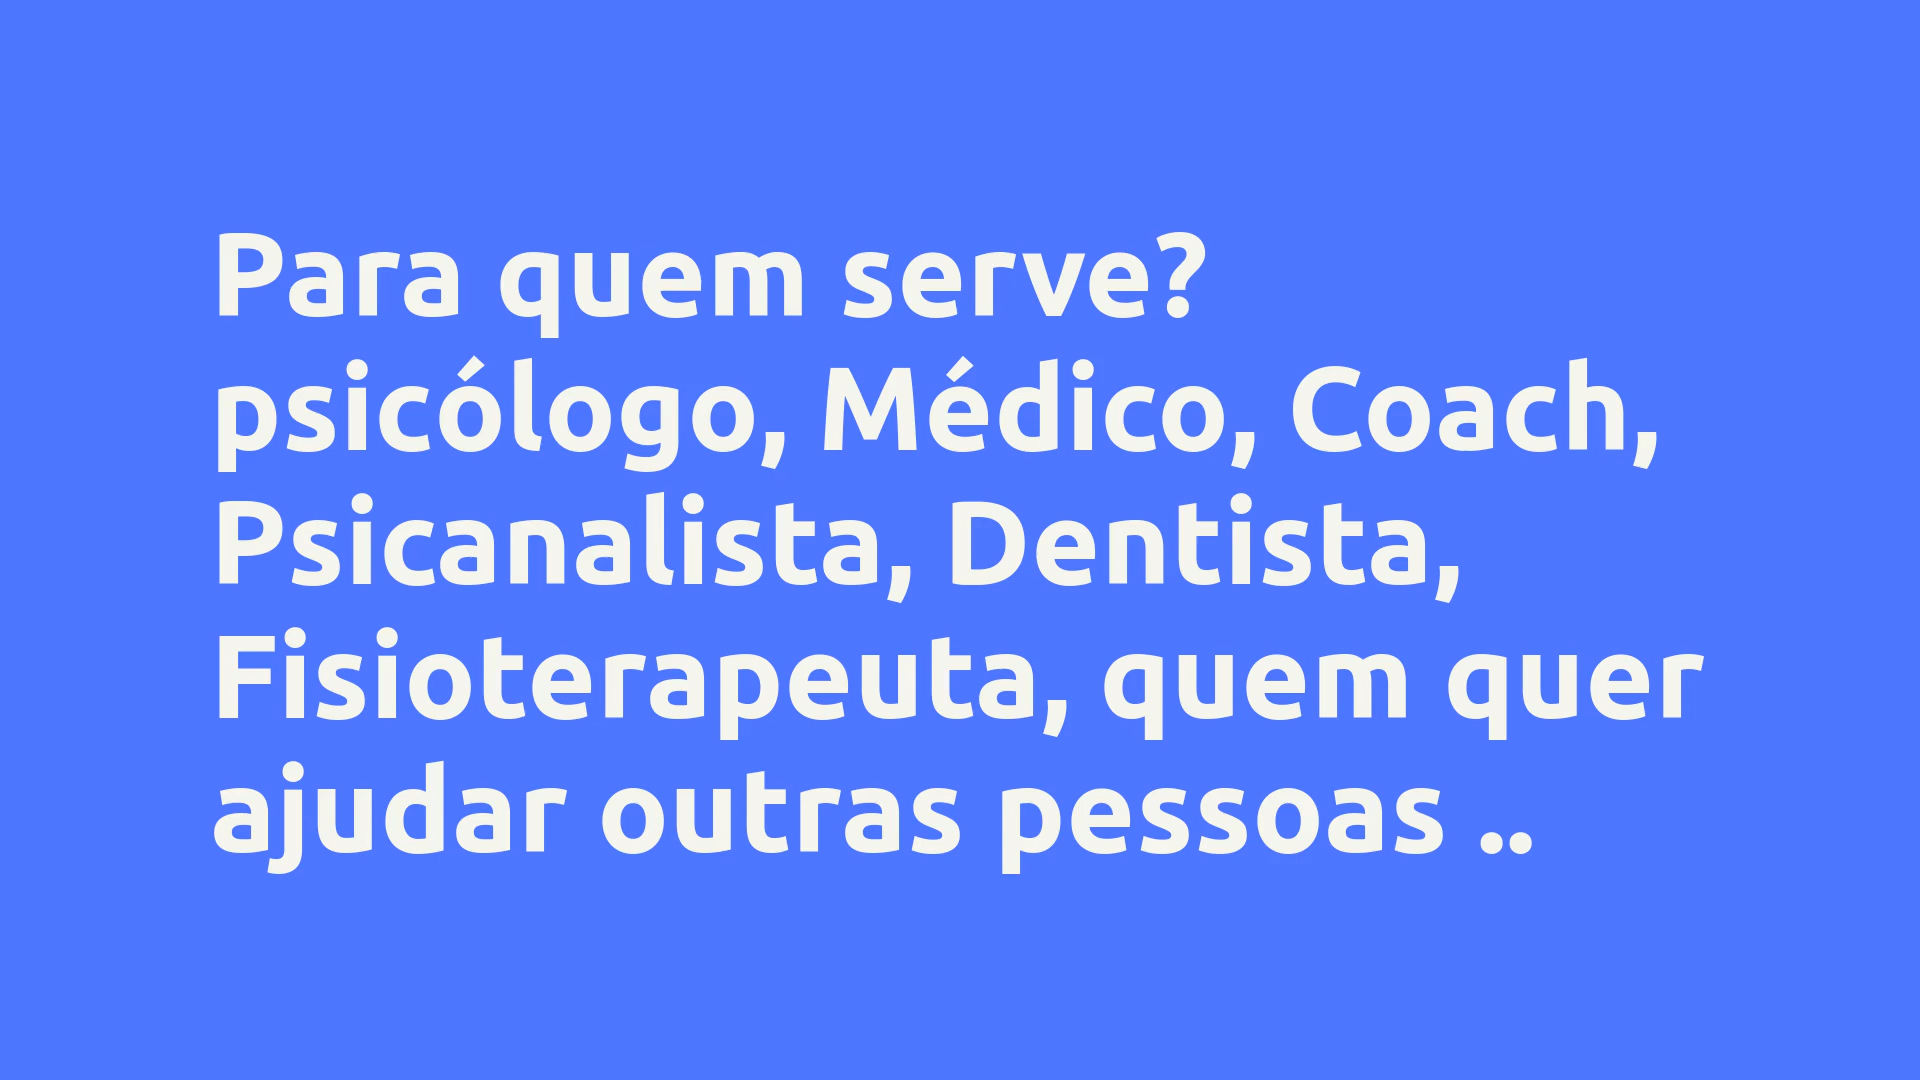 Para quem serve?
psicólogo, Médico, Coach,
Psicanalista, Dentista,
Fisioterapeuta, quem quer
ajudar outras pessoas ..